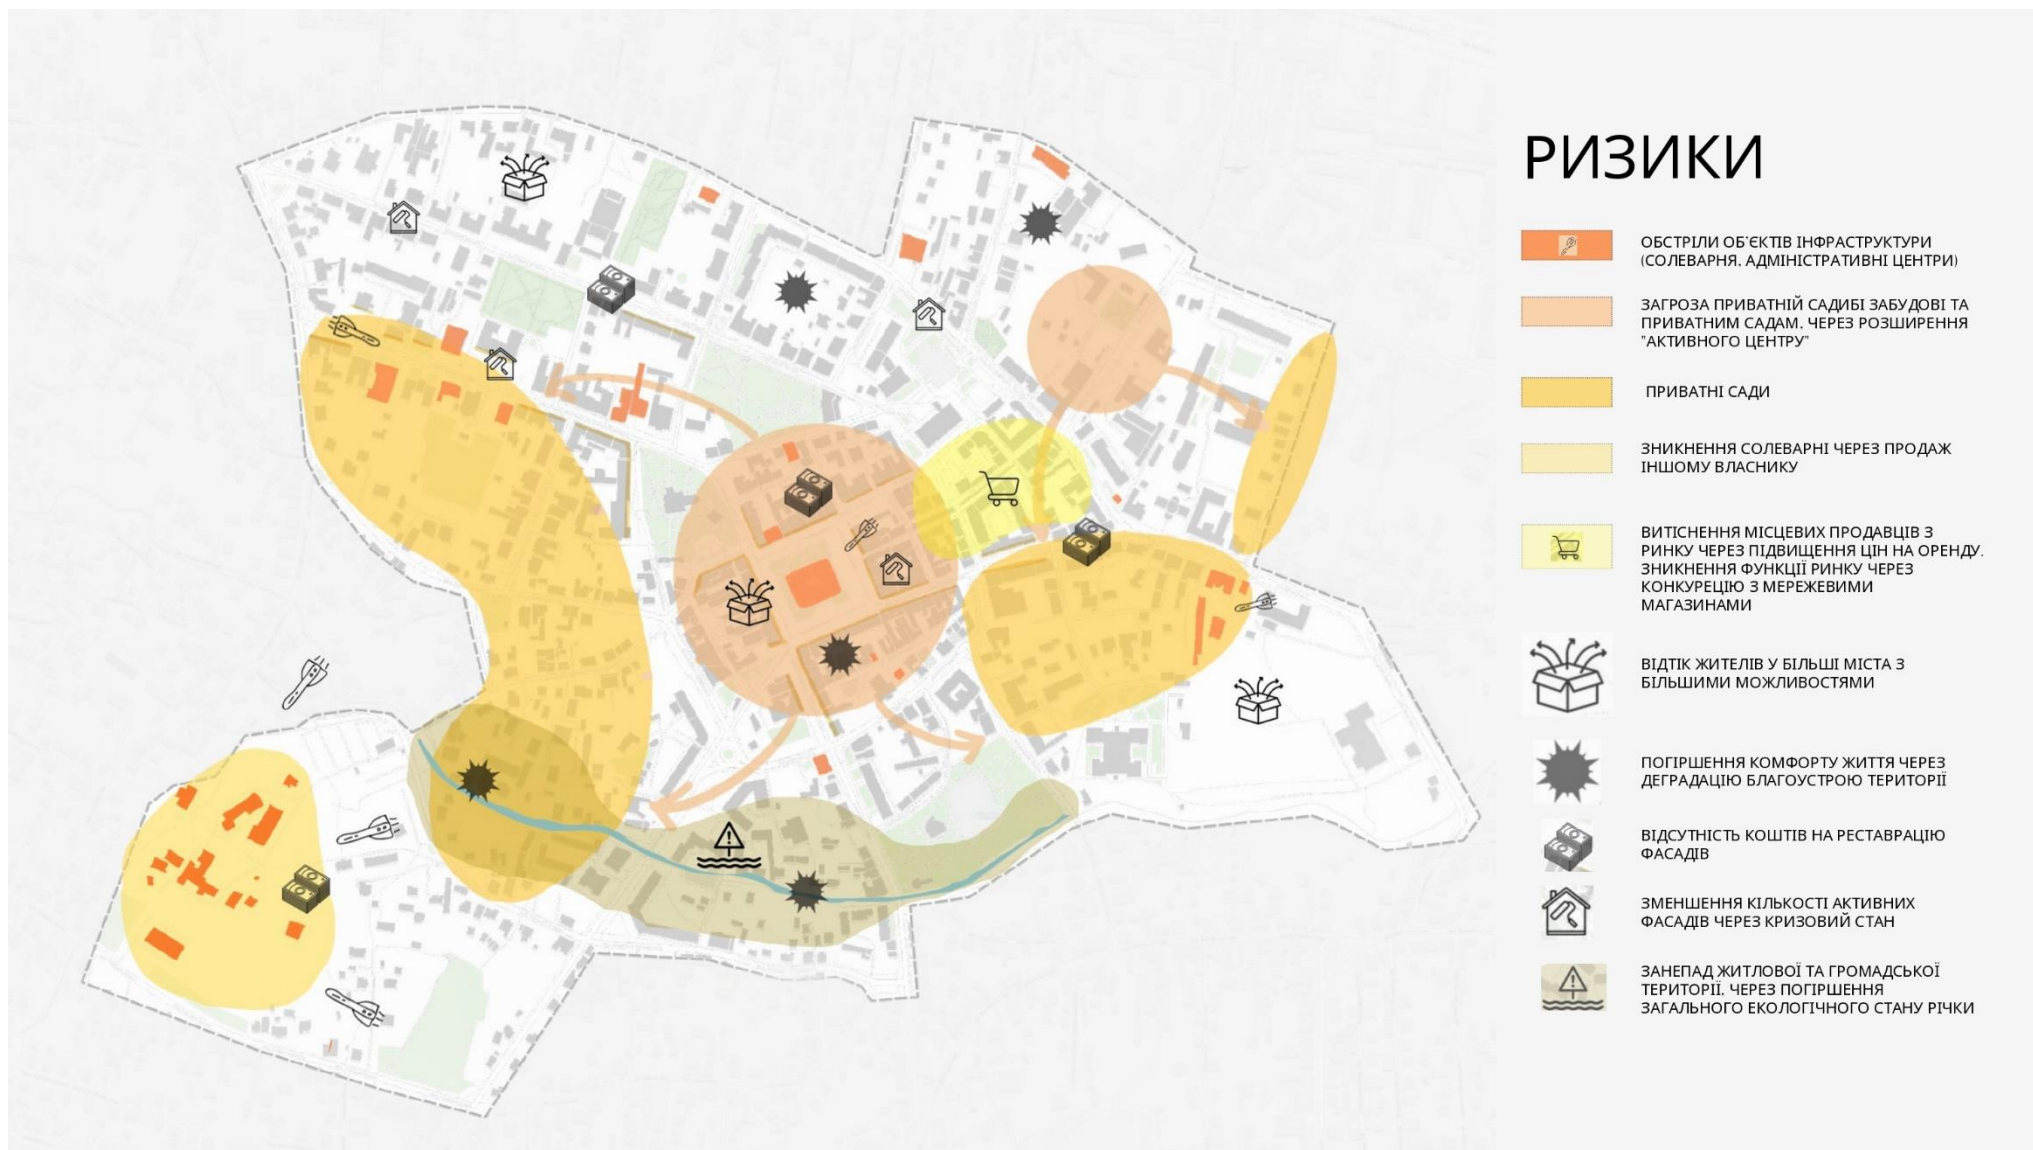 РИЗИКИ
ОБСТРІЛИ ОБ'ЄКТІВ ІНФРАСТРУКТУРИ
(СОЛЕВАРНЯ, АДМІНІСТРАТИВНІ ЦЕНТРИ)
ЗАГРОЗА ПРИВАТНІЙ САДИБІ ЗАБУДОВІ ТА
ПРИВАТНИМ САДАМ, ЧЕРЕЗ РОЗШИРЕННЯ
"АКТИВНОГО ЦЕНТРУ"
ПРИВАТНІ САДИ
ЗНИКНЕННЯ СОЛЕВАРНІ ЧЕРЕЗ ПРОДАЖ
ІНШОМУ ВЛАСНИКУ
ВИТІСНЕННЯ МІСЦЕВИХ ПРОДАВЦІВ З
РИНКУ ЧЕРЕЗ ПІДВИЩЕННЯ ЦІН НА ОРЕНДУ.
ЗНИКНЕННЯ ФУНКЦІЇ РИНКУ ЧЕРЕЗ
КОНКУРЕЦІЮ З МЕРЕЖЕВИМИ
МАГАЗИНАМИ
ВІДТІК ЖИТЕЛІВ У БІЛЬШІ МІСТА З
БІЛЬШИМИ МОЖЛИВОСТЯМИ
ПОГІРШЕННЯ КОМФОРТУ ЖИТТЯ ЧЕРЕЗ
ДЕГРАДАЦІЮ БЛАГОУСТРОЮ ТЕРИТОРІЇ
ВІДСУТНІСТЬ КОШТІВ НА РЕСТАВРАЦІЮ
ФАСАДІВ
ЗМЕНШЕННЯ КІЛЬКОСТІ АКТИВНИХ
ФАСАДІВ ЧЕРЕЗ КРИЗОВИЙ СТАН
ЗАНЕПАД ЖИТЛОВОЇ ТА ГРОМАДСЬКОЇ
ТЕРИТОРІЇ, ЧЕРЕЗ ПОГІРШЕННЯ
ЗАГАЛЬНОГО ЕКОЛОГІЧНОГО СТАНУ РІЧКИ